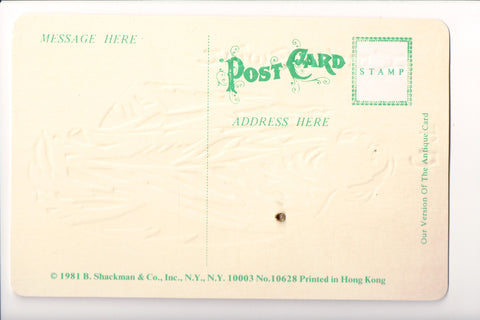 MESSAGE HERE
POST CARD
STAMP
ADDRESS HERE
Our Version Of The Antique Card
© 1981 B. Shackman & Co., Inc., N.Y., N.Y. 10003 No.10628 Printed in Hong Kong